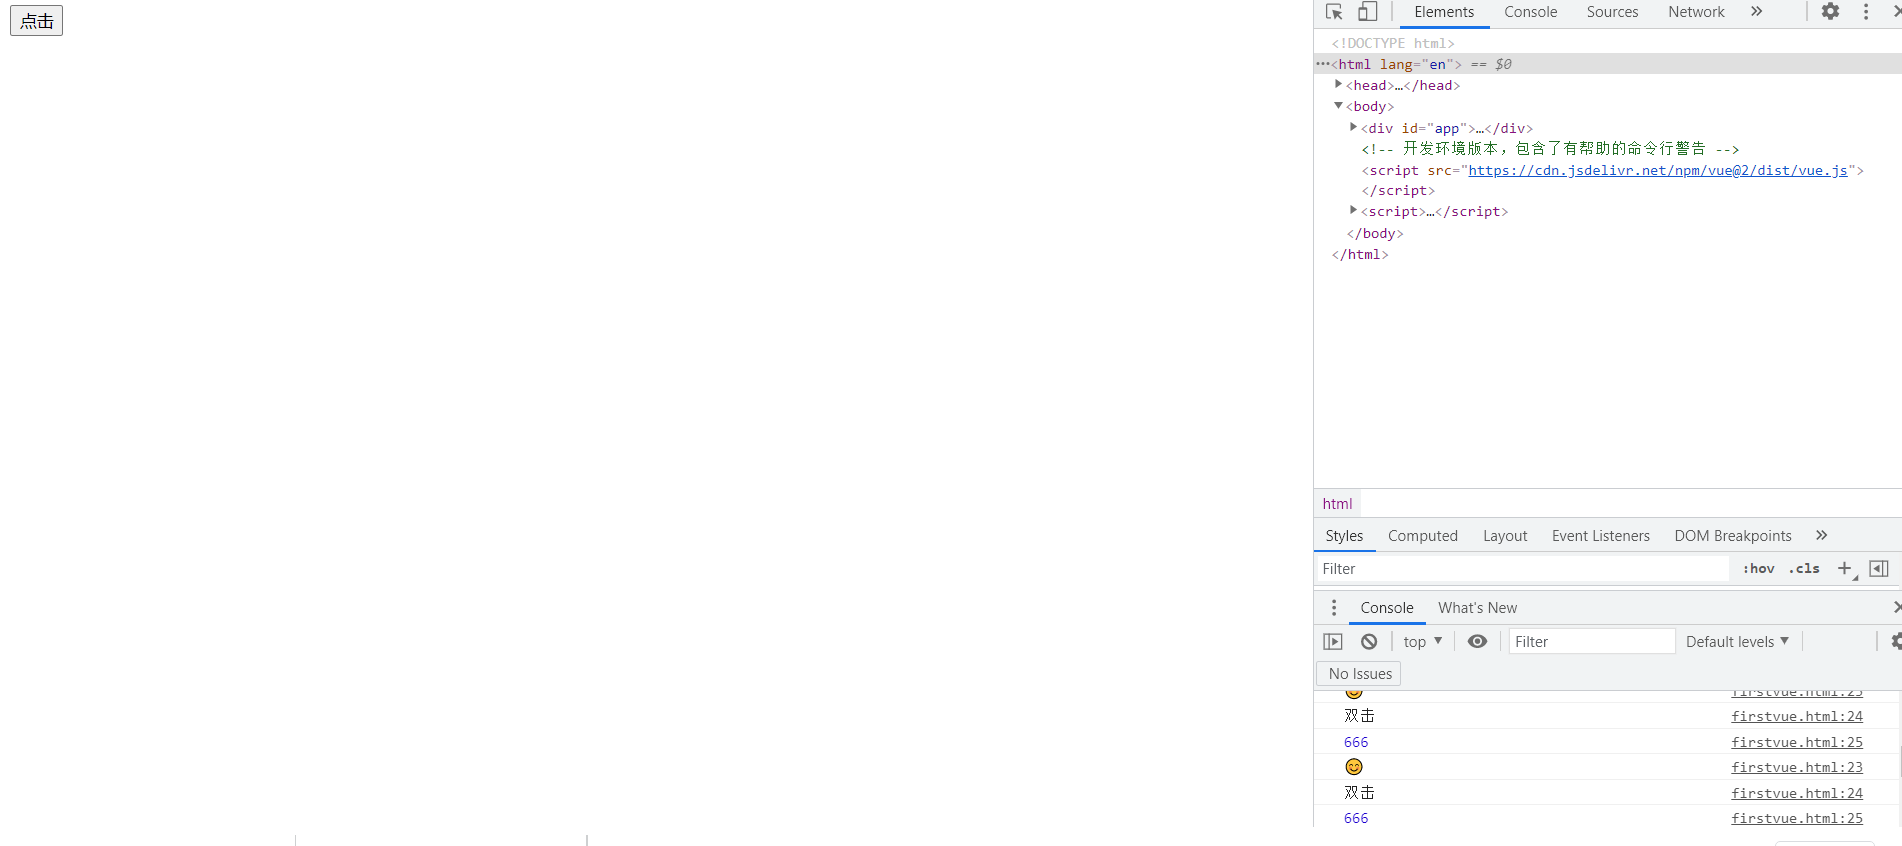 点击
Elements Console Sources Network »
<!DOCTYPE html>
···<html lang="en"> == $0
<head>…</head>
<body>
<div id="app">…</div>
<!-- 开发环境版本，包含了有帮助的命令行警告 -->
<script src="https://cdn.jsdelivr.net/npm/vue@2/dist/vue.js">
</script>
<script>…</script>
</body>
</html>
html
Styles Computed Layout Event Listeners DOM Breakpoints »
Filter :hov .cls +
Console What's New
top Filter Default levels
No Issues
😊 firstvue.html:23
双击 firstvue.html:24
666 firstvue.html:25
😊 firstvue.html:23
双击 firstvue.html:24
666 firstvue.html:25